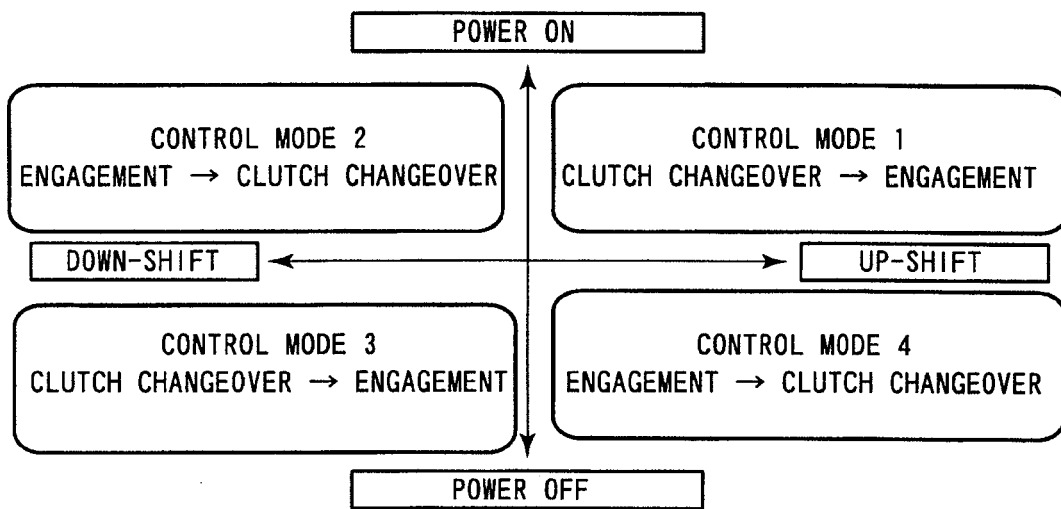 POWER ON
CONTROL MODE 2
ENGAGEMENT → CLUTCH CHANGEOVER
CONTROL MODE 1
CLUTCH CHANGEOVER → ENGAGEMENT
DOWN-SHIFT
UP-SHIFT
CONTROL MODE 3
CLUTCH CHANGEOVER → ENGAGEMENT
CONTROL MODE 4
ENGAGEMENT → CLUTCH CHANGEOVER
POWER OFF